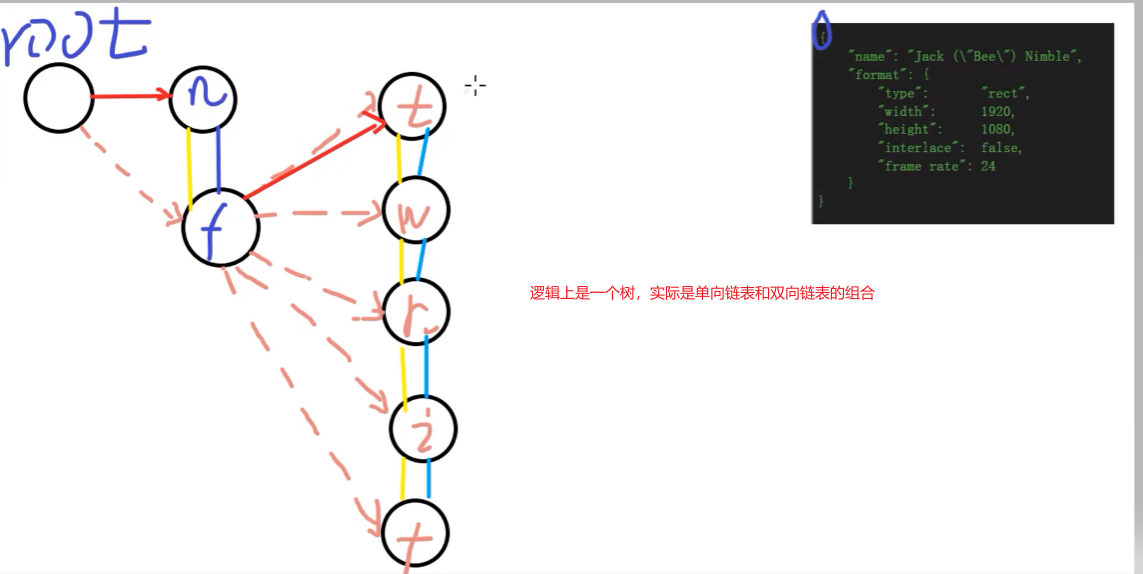 root
n
f
t
w
r
i
f
{
"name": "Jack (\"Bee\") Nimble",
"format": {
"type": "rect",
"width": 1920,
"height": 1080,
"interlace": false,
"frame rate": 24
}
}
逻辑上是一个树，实际是单向链表和双向链表的组合